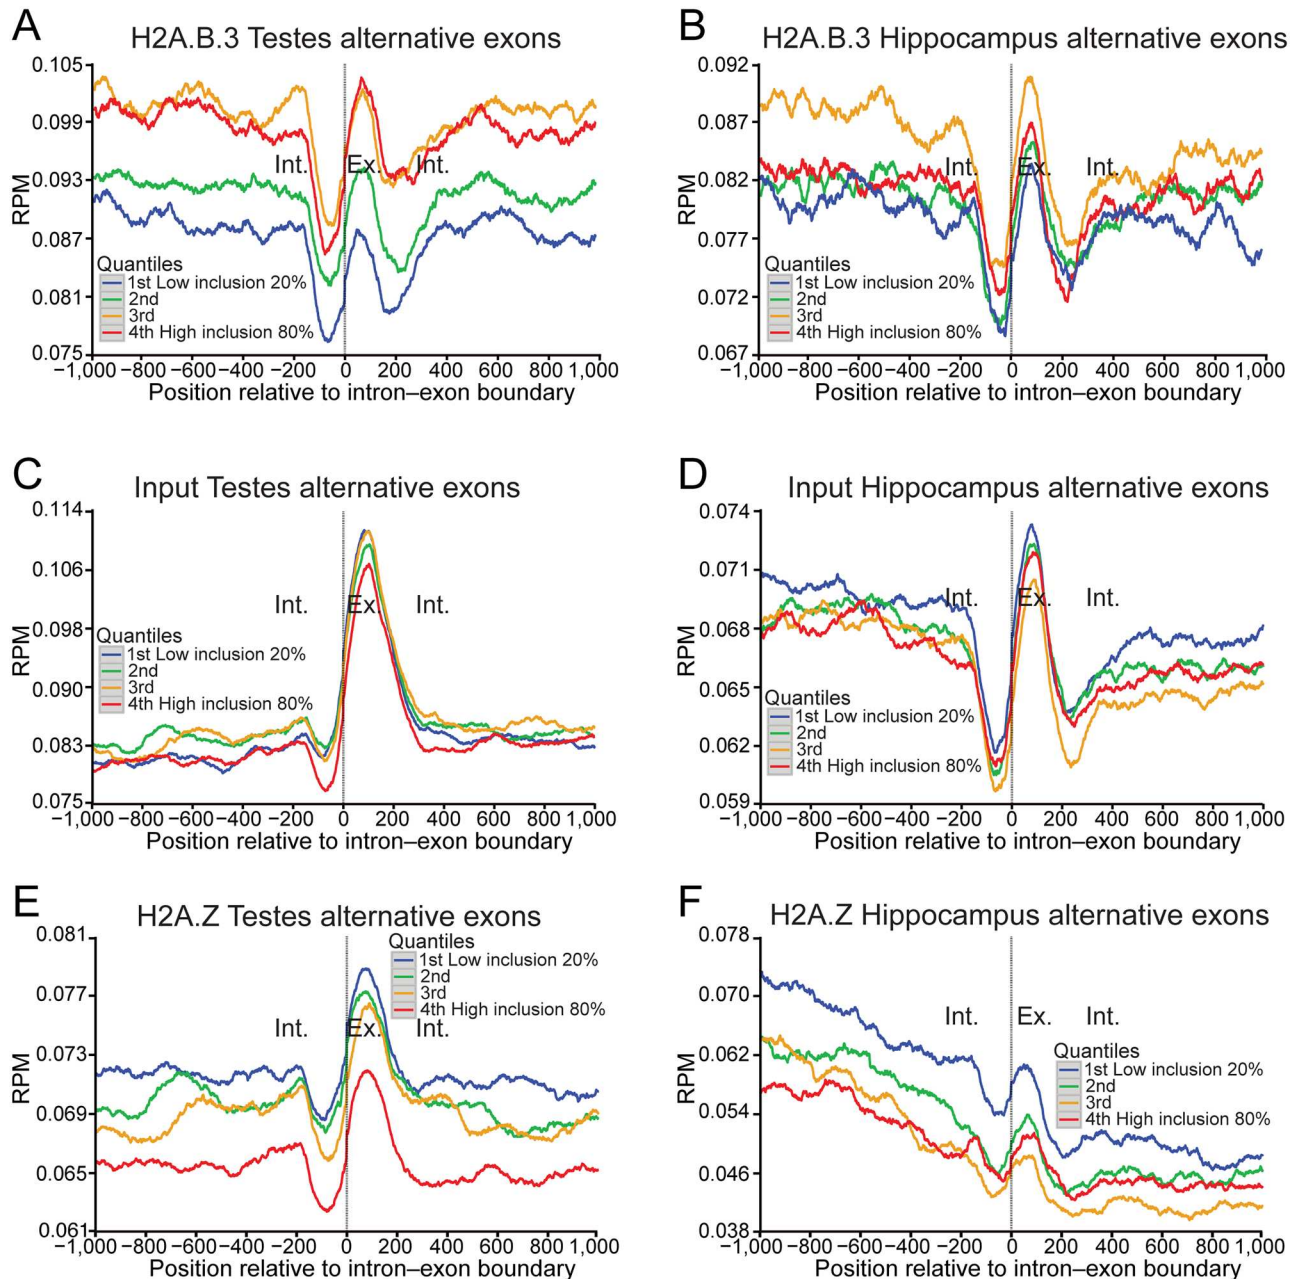 A
H2A.B.3 Testes alternative exons
0.105
0.099
0.093
0.087
0.081
0.075
RPM
Int.
Ex.
Int.
Quantiles
1st Low inclusion 20%
2nd
3rd
4th High inclusion 80%
−1,000 −800 −600 −400 −200 0 200 400 600 800 1,000
Position relative to intron–exon boundary
B
H2A.B.3 Hippocampus alternative exons
0.092
0.087
0.082
0.077
0.072
0.067
RPM
Int.
Ex.
Int.
Quantiles
1st Low inclusion 20%
2nd
3rd
4th High inclusion 80%
−1,000 −800 −600 −400 −200 0 200 400 600 800 1,000
Position relative to intron–exon boundary
C
Input Testes alternative exons
0.114
0.106
0.098
0.090
0.083
0.075
RPM
Int.
Ex.
Int.
Quantiles
1st Low inclusion 20%
2nd
3rd
4th High inclusion 80%
−1,000 −800 −600 −400 −200 0 200 400 600 800 1,000
Position relative to intron–exon boundary
D
Input Hippocampus alternative exons
0.074
0.071
0.068
0.065
0.062
0.059
RPM
Int.
Ex.
Int.
Quantiles
1st Low inclusion 20%
2nd
3rd
4th High inclusion 80%
−1,000 −800 −600 −400 −200 0 200 400 600 800 1,000
Position relative to intron–exon boundary
E
H2A.Z Testes alternative exons
0.081
0.077
0.073
0.069
0.065
0.061
RPM
Quantiles
1st Low inclusion 20%
2nd
3rd
4th High inclusion 80%
Int.
Ex.
Int.
−1,000 −800 −600 −400 −200 0 200 400 600 800 1,000
Position relative to intron–exon boundary
F
H2A.Z Hippocampus alternative exons
0.078
0.070
0.062
0.054
0.046
0.038
RPM
Int.
Ex.
Int.
Quantiles
1st Low inclusion 20%
2nd
3rd
4th High inclusion 80%
−1,000 −800 −600 −400 −200 0 200 400 600 800 1,000
Position relative to intron–exon boundary